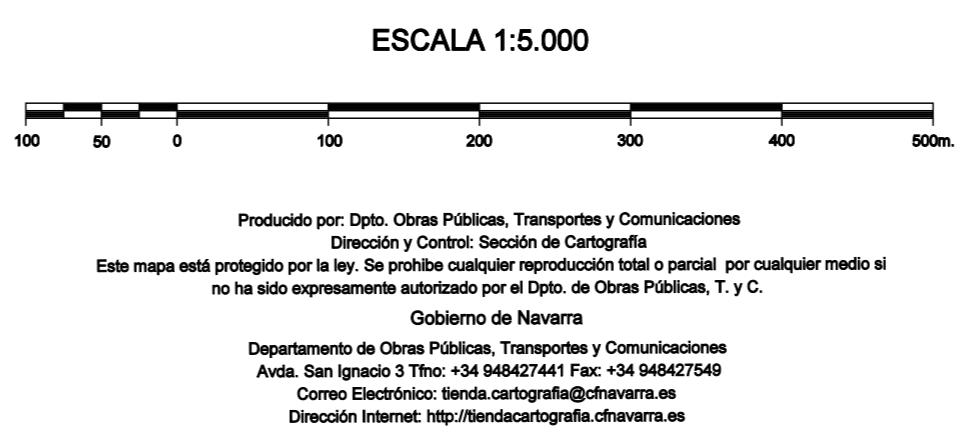 ESCALA 1:5.000
100 50 0 100 200 300 400 500m.
Producido por: Dpto. Obras Públicas, Transportes y Comunicaciones
Dirección y Control: Sección de Cartografía
Este mapa está protegido por la ley. Se prohibe cualquier reproducción total o parcial por cualquier medio si
no ha sido expresamente autorizado por el Dpto. de Obras Públicas, T. y C.
Gobierno de Navarra
Departamento de Obras Públicas, Transportes y Comunicaciones
Avda. San Ignacio 3 Tfno: +34 948427441 Fax: +34 948427549
Correo Electrónico: tienda.cartografia@cfnavarra.es
Dirección Internet: http://tiendacartografia.cfnavarra.es